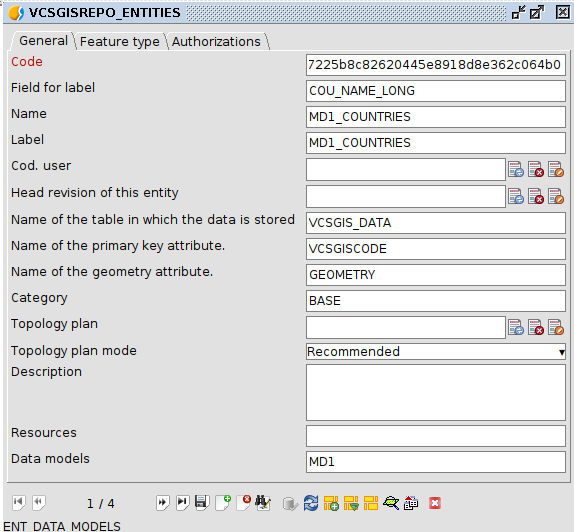 VCSGISREPO_ENTITIES
General Feature type Authorizations
Code 7225b8c82620445e8918d8e362c064b0
Field for label COU_NAME_LONG
Name MD1_COUNTRIES
Label MD1_COUNTRIES
Cod. user
Head revision of this entity
Name of the table in which the data is stored VCSGIS_DATA
Name of the primary key attribute. VCSGISCODE
Name of the geometry attribute. GEOMETRY
Category BASE
Topology plan
Topology plan mode Recommended
Description
Resources
Data models MD1
1 / 4
ENT DATA MODELS